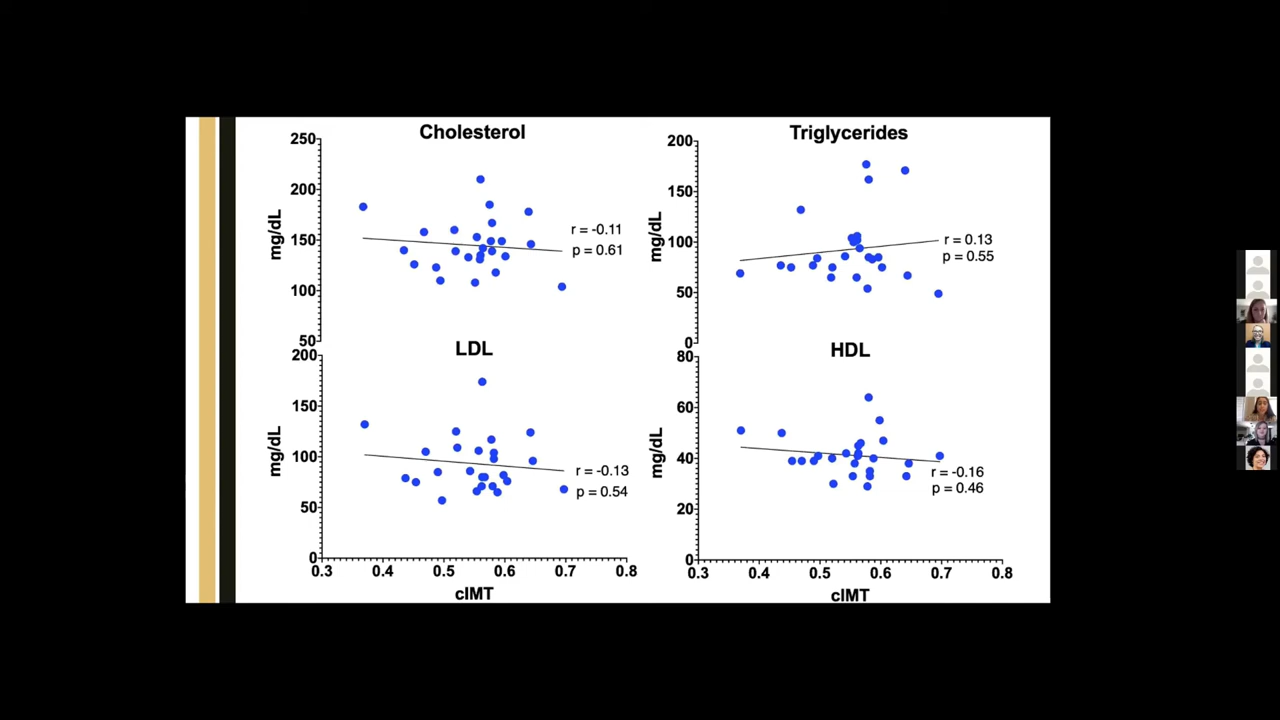 Cholesterol
250
200
150
100
50
mg/dL
r = -0.11
p = 0.61
Triglycerides
200
150
100
50
0
mg/dL
r = 0.13
p = 0.55
LDL
200
150
100
50
0
mg/dL
r = -0.13
p = 0.54
0.3 0.4 0.5 0.6 0.7 0.8
cIMT
HDL
80
60
40
20
0
mg/dL
r = -0.16
p = 0.46
0.3 0.4 0.5 0.6 0.7 0.8
cIMT